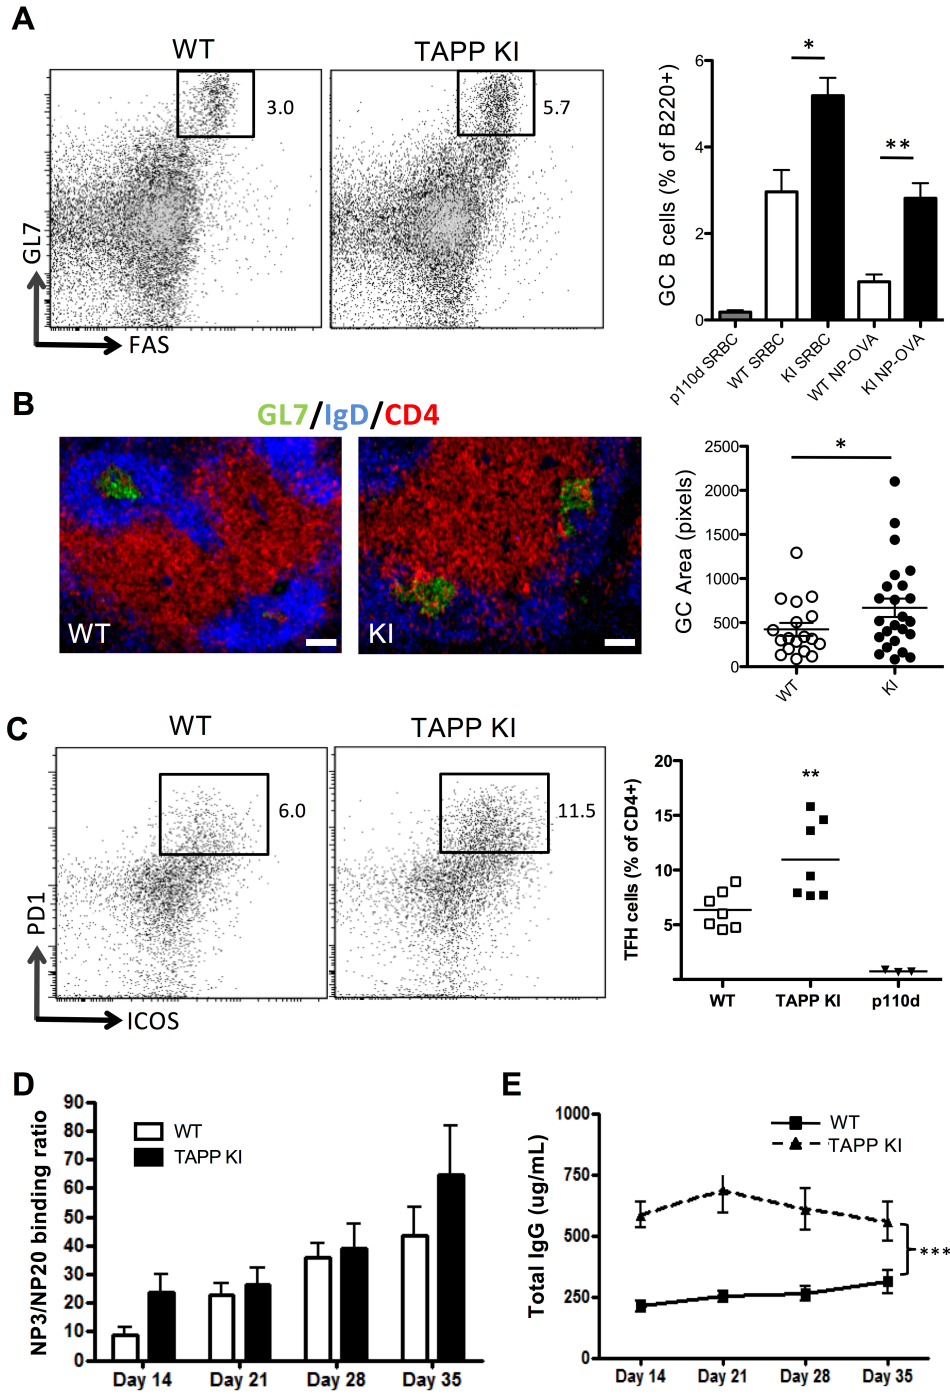 A
WT
TAPP KI
3.0
5.7
GL7
FAS
GC B cells (% of B220+)
6
4
2
0
*
**
p110d SRBC
WT SRBC
KI SRBC
WT NP-OVA
KI NP-OVA
B
GL7/IgD/CD4
WT
KI
GC Area (pixels)
2500
2000
1500
1000
500
0
*
WT
KI
C
WT
TAPP KI
6.0
11.5
PD1
ICOS
TFH cells (% of CD4+)
20
15
10
5
**
WT
TAPP KI
p110d
D
NP3/NP20 binding ratio
90
80
70
60
50
40
30
20
10
0
WT
TAPP KI
Day 14
Day 21
Day 28
Day 35
E
Total IgG (ug/mL)
1000
750
500
250
0
WT
TAPP KI
***
Day 14
Day 21
Day 28
Day 35